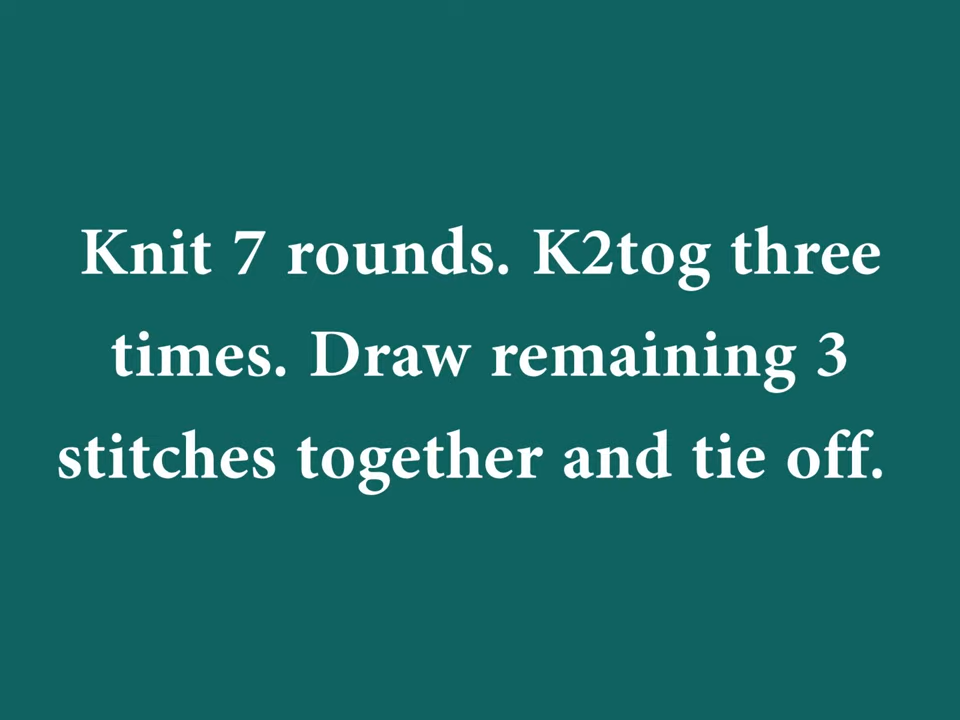 Knit 7 rounds. K2tog three
times. Draw remaining 3
stitches together and tie off.